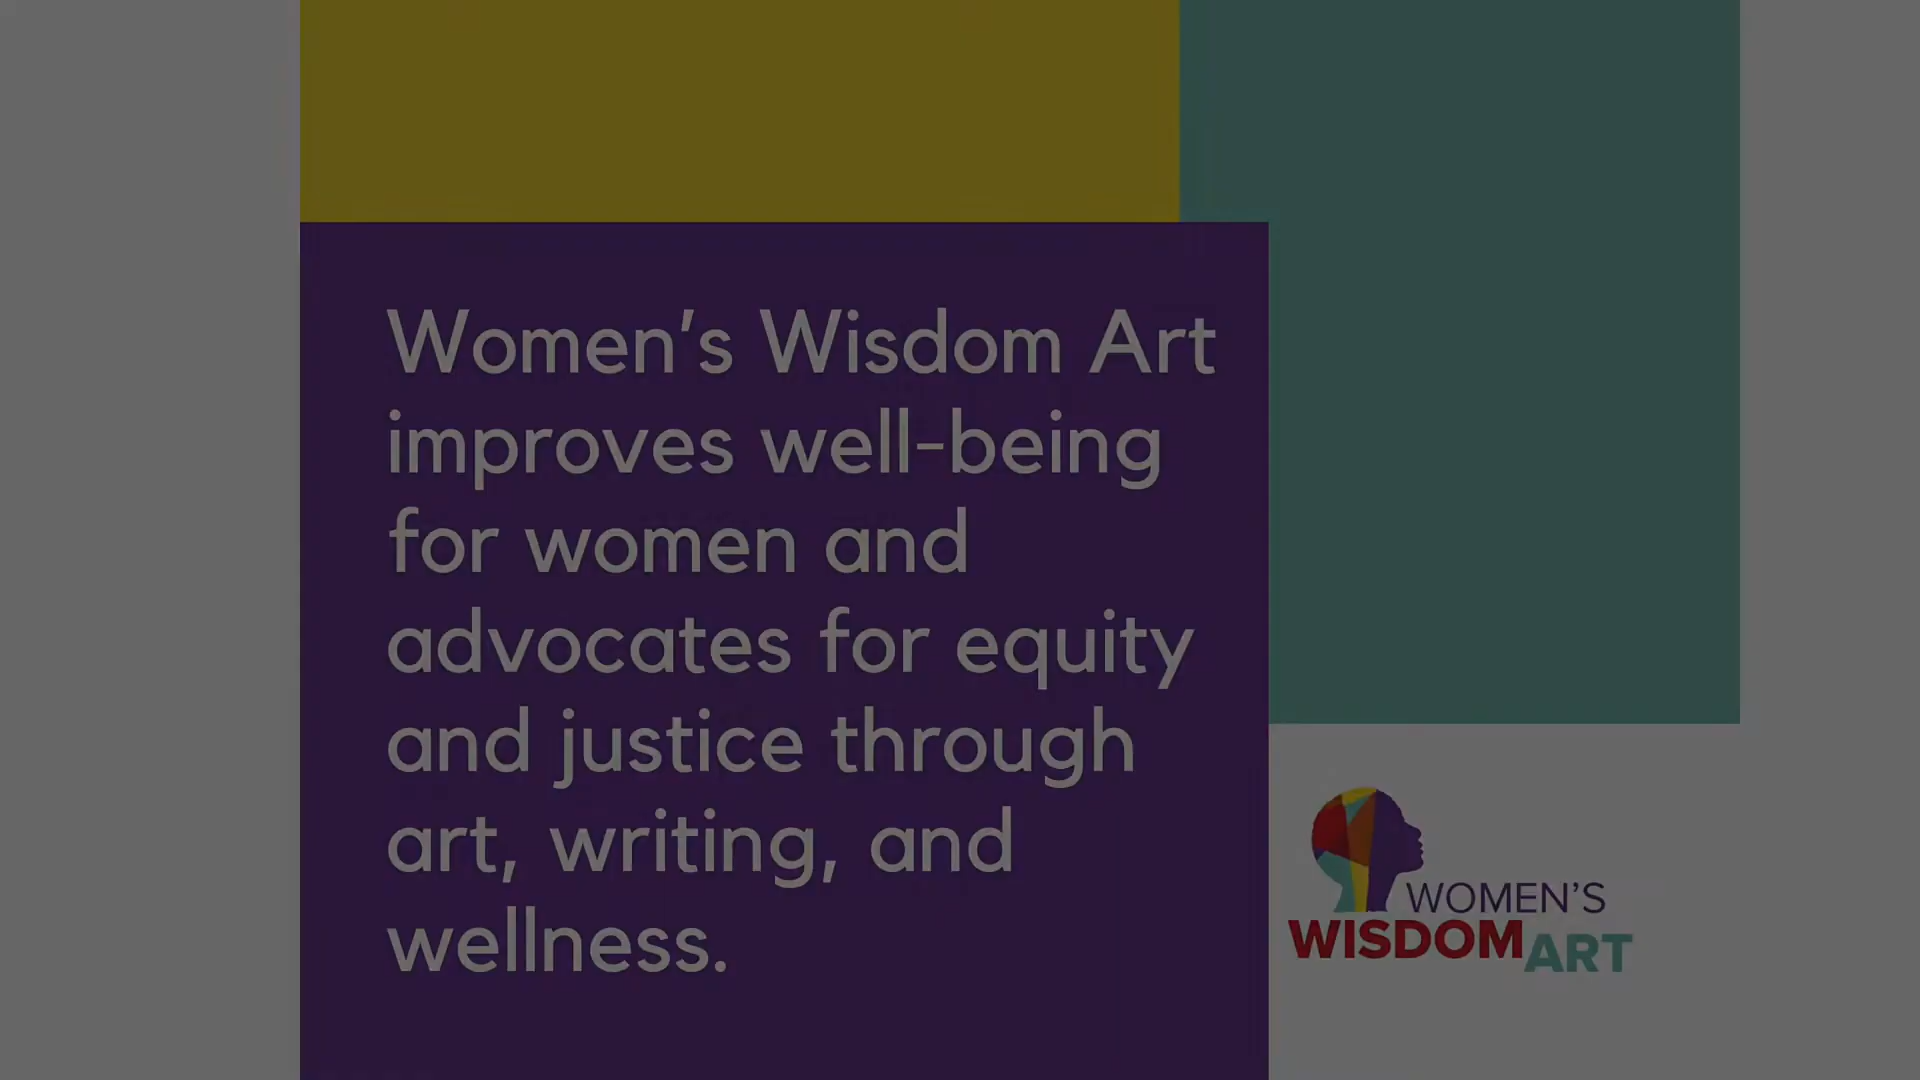 Women's Wisdom Art
improves well-being
for women and
advocates for equity
and justice through
art, writing, and
wellness.
WOMEN'S
WISDOM
ART